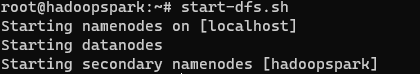 root@hadoopspark:~# start-dfs.sh
Starting namenodes on [localhost]
Starting datanodes
Starting secondary namenodes [hadoopspark]